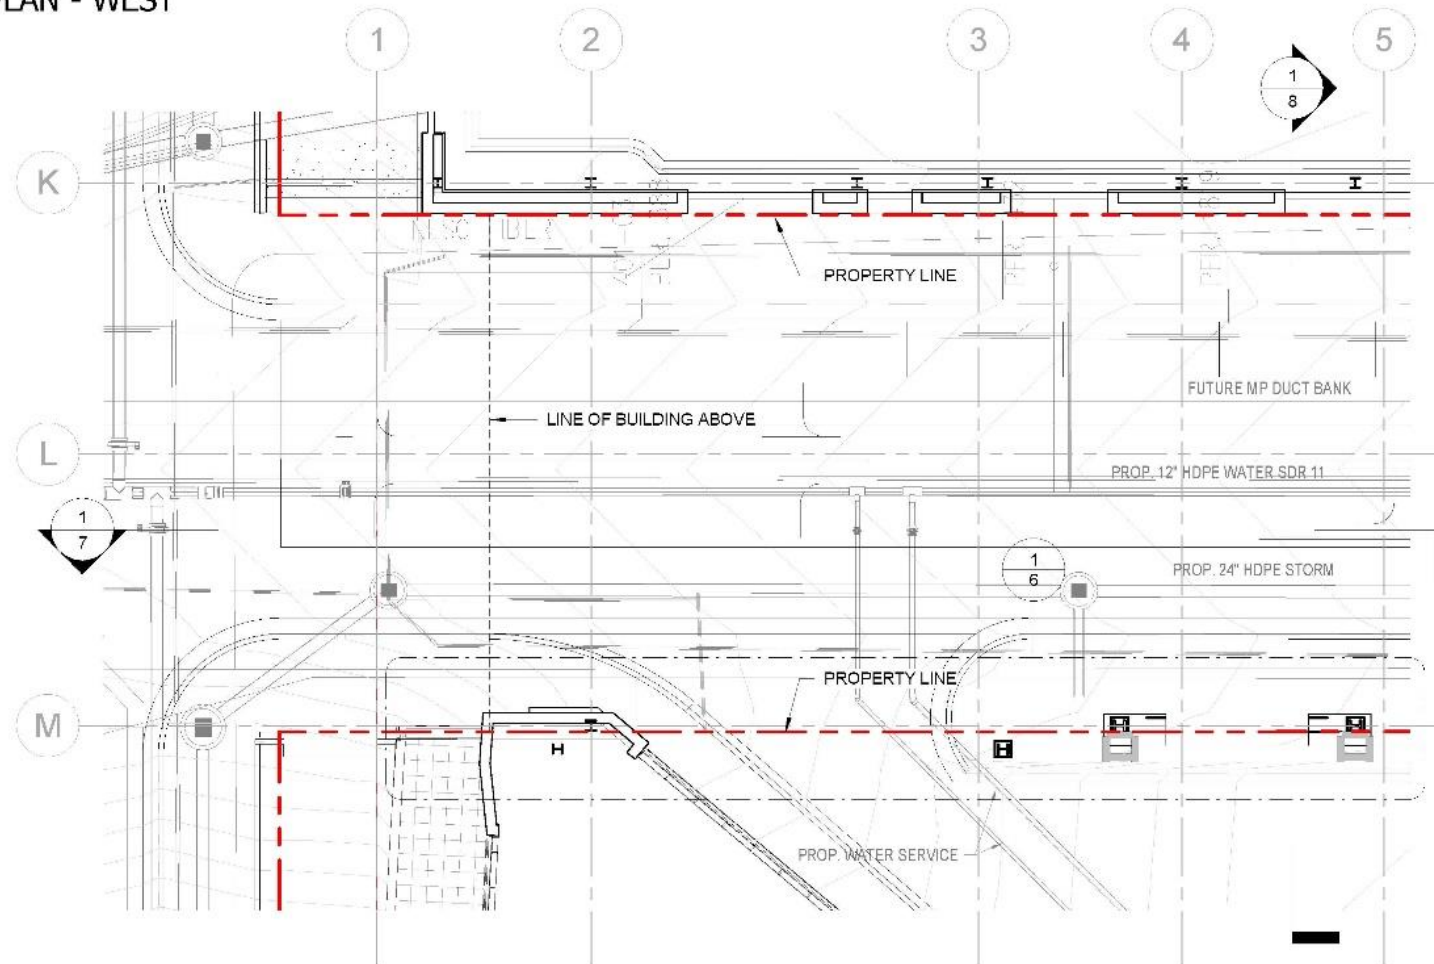 PLAN - WEST
1
2
3
4
5
1
8
K
PROPERTY LINE
FUTURE MP DUCT BANK
LINE OF BUILDING ABOVE
L
PROP. 12" HDPE WATER SDR 11
1
7
1
6
PROP. 24" HDPE STORM
PROPERTY LINE
M
PROP. WATER SERVICE